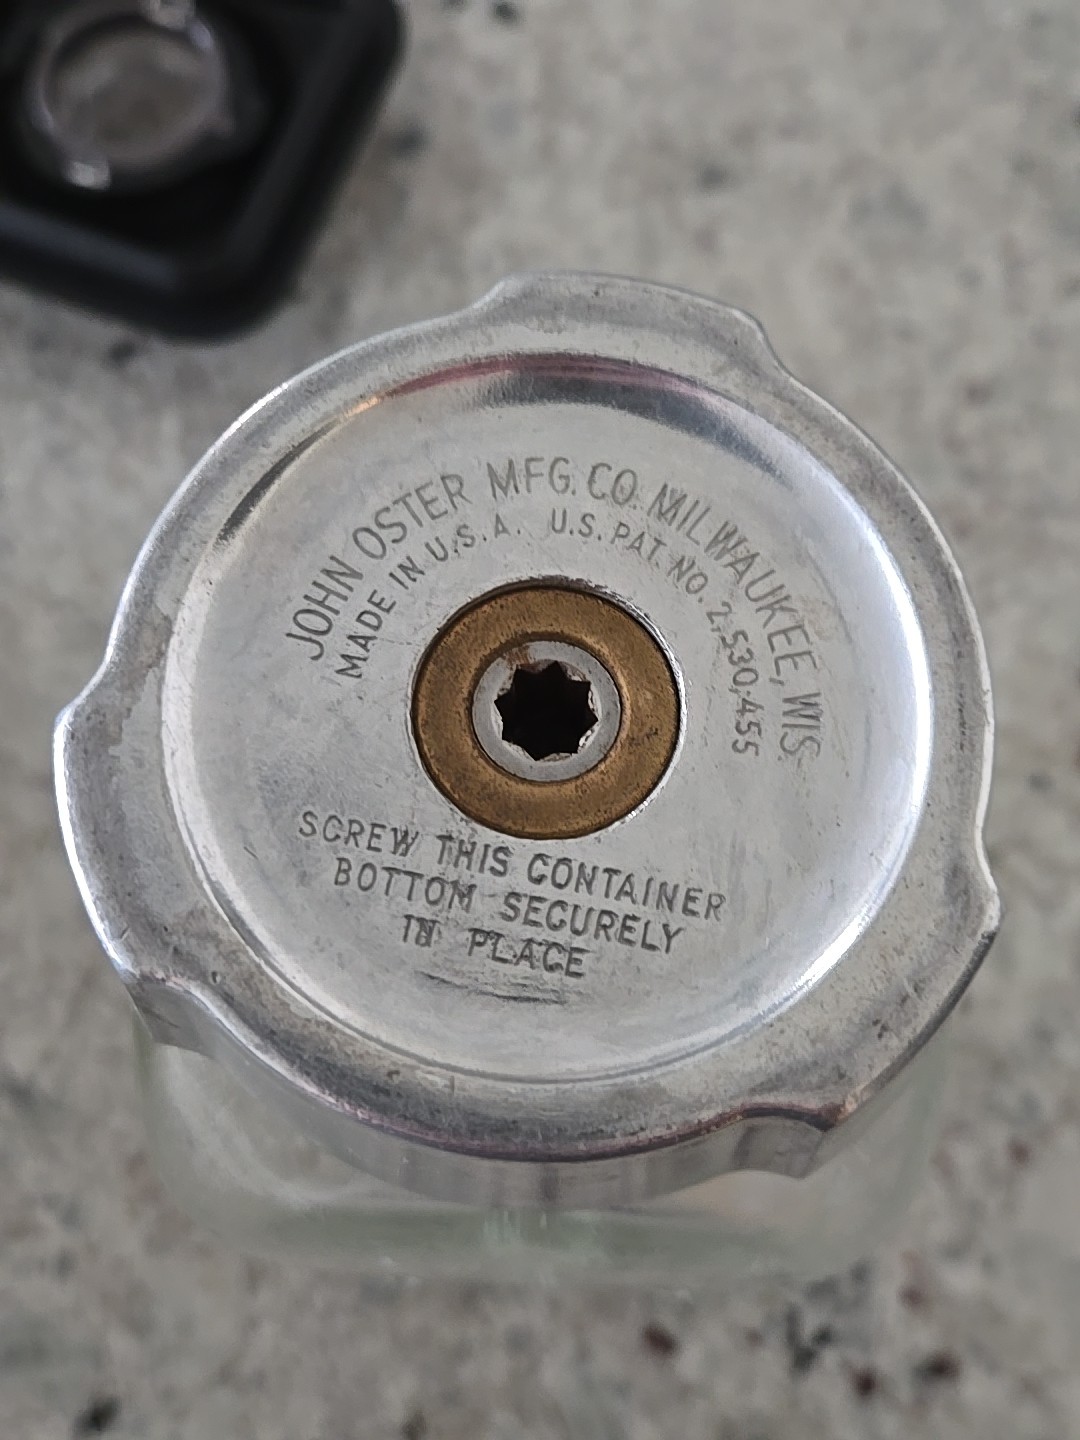 JOHN OSTER MFG. CO. MILWAUKEE, WIS
MADE IN U.S.A. U.S. PAT. NO. 2,530,455
SCREW THIS CONTAINER
BOTTOM SECURELY
IN PLACE